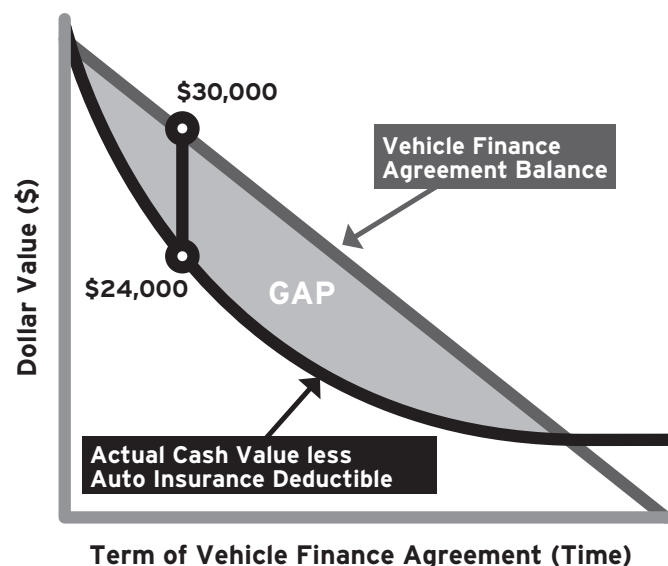 $30,000
Vehicle Finance
Agreement Balance
Dollar Value ($)
$24,000
GAP
Actual Cash Value less
Auto Insurance Deductible
Term of Vehicle Finance Agreement (Time)